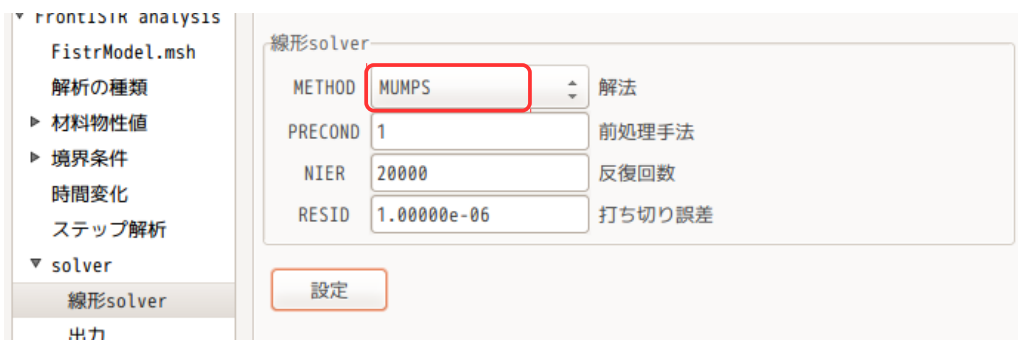 FrontISTR analysis
FistrModel.msh
解析の種類
材料物性値
境界条件
時間変化
ステップ解析
solver
線形solver
出力
線形solver
METHOD MUMPS 解法
PRECOND 1 前処理手法
NIER 20000 反復回数
RESID 1.00000e-06 打ち切り誤差
設定